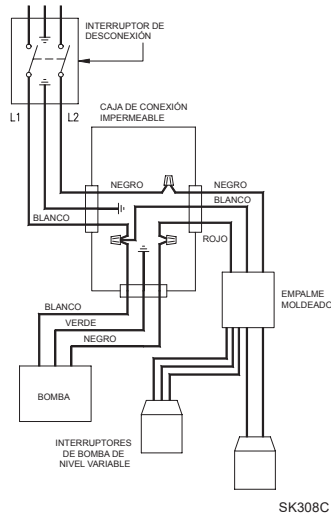 INTERRUPTOR DE
DESCONEXIÓN
L1
L2
CAJA DE CONEXIÓN
IMPERMEABLE
NEGRO
NEGRO
BLANCO
BLANCO
ROJO
BLANCO
VERDE
NEGRO
EMPALME
MOLDEADO
BOMBA
INTERRUPTORES
DE BOMBA DE
NIVEL VARIABLE
SK308C